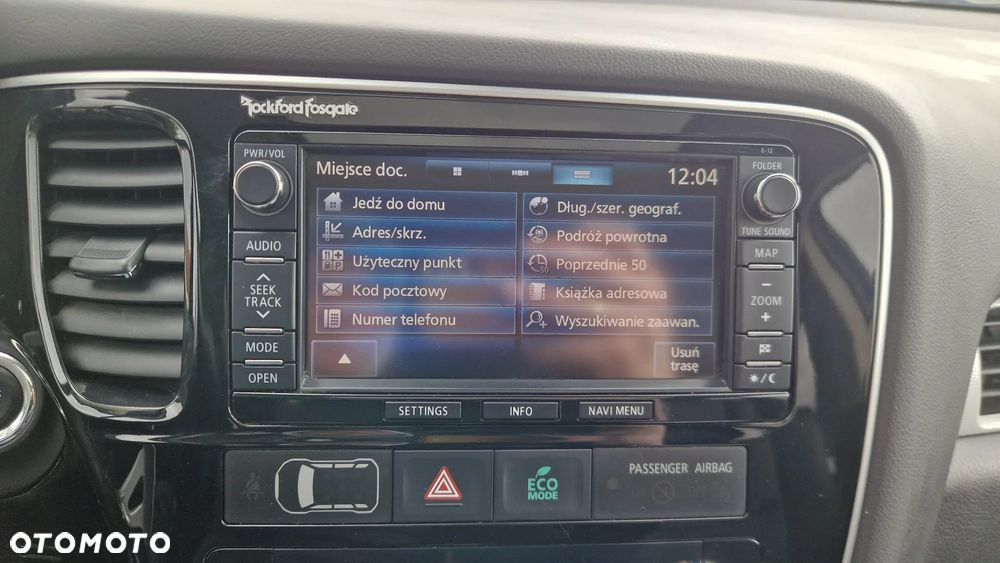 Rockford Fosgate
E-12
PWR/VOL
AUDIO
SEEK
TRACK
MODE
OPEN
Miejsce doc.
12:04
Jedź do domu
Adres/skrz.
Użyteczny punkt
Kod pocztowy
Numer telefonu
Dług./szer. geograf.
Podróż powrotna
Poprzednie 50
Książka adresowa
Wyszukiwanie zaawan.
Usuń
trasę
FOLDER
TUNE SOUND
MAP
ZOOM
SETTINGS
INFO
NAVI MENU
ECO
MODE
PASSENGER AIRBAG
OTOMOTO